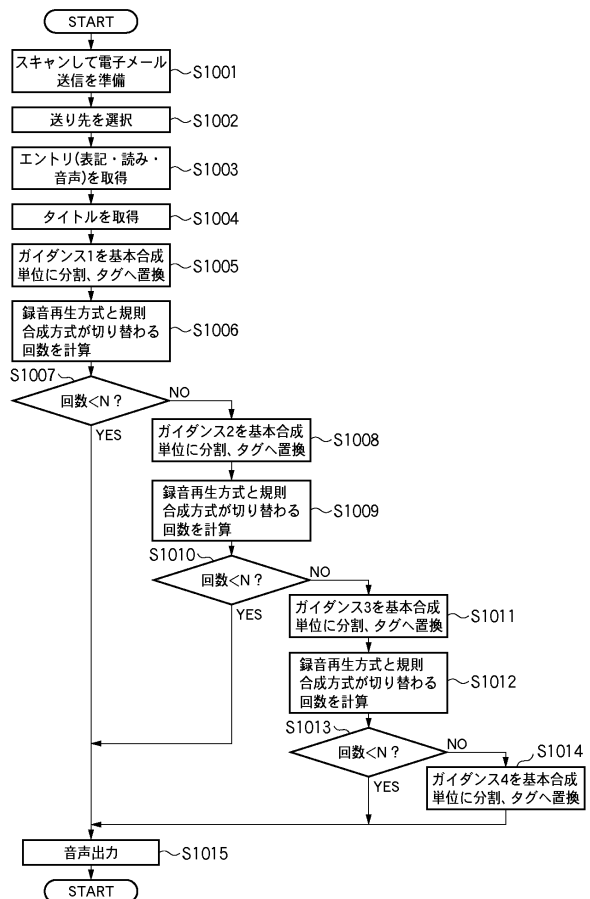 START
スキャンして電子メール
送信を準備
S1001
送り先を選択
S1002
エントリ(表記・読み・
音声)を取得
S1003
タイトルを取得
S1004
ガイダンス1を基本合成
単位に分割、タグへ置換
S1005
録音再生方式と規則
合成方式が切り替わる
回数を計算
S1006
S1007
回数<N?
NO
YES
ガイダンス2を基本合成
単位に分割、タグへ置換
S1008
録音再生方式と規則
合成方式が切り替わる
回数を計算
S1009
S1010
回数<N?
NO
YES
ガイダンス3を基本合成
単位に分割、タグへ置換
S1011
録音再生方式と規則
合成方式が切り替わる
回数を計算
S1012
S1013
回数<N?
NO
YES
S1014
ガイダンス4を基本合成
単位に分割、タグへ置換
音声出力
S1015
START